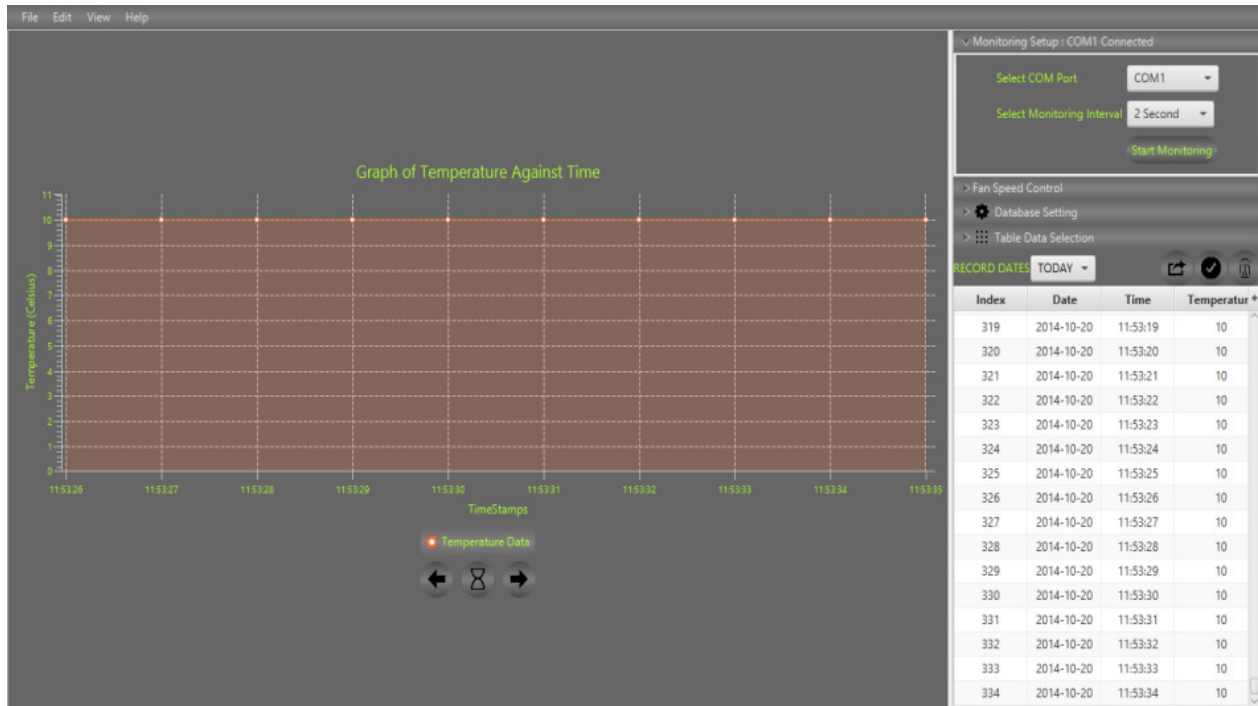 File Edit View Help
Graph of Temperature Against Time
Temperature (Celsius)
11
10
9
8
7
6
5
4
3
2
1
0
11:53:26 11:53:27 11:53:28 11:53:29 11:53:30 11:53:31 11:53:32 11:53:33 11:53:34 11:53:35
TimeStamps
Temperature Data
Monitoring Setup : COM1 Connected
Select COM Port COM1
Select Monitoring Interval 2 Second
Start Monitoring
Fan Speed Control
Database Setting
Table Data Selection
RECORD DATES TODAY
Index Date Time Temperatur
319 2014-10-20 11:53:19 10
320 2014-10-20 11:53:20 10
321 2014-10-20 11:53:21 10
322 2014-10-20 11:53:22 10
323 2014-10-20 11:53:23 10
324 2014-10-20 11:53:24 10
325 2014-10-20 11:53:25 10
326 2014-10-20 11:53:26 10
327 2014-10-20 11:53:27 10
328 2014-10-20 11:53:28 10
329 2014-10-20 11:53:29 10
330 2014-10-20 11:53:30 10
331 2014-10-20 11:53:31 10
332 2014-10-20 11:53:32 10
333 2014-10-20 11:53:33 10
334 2014-10-20 11:53:34 10